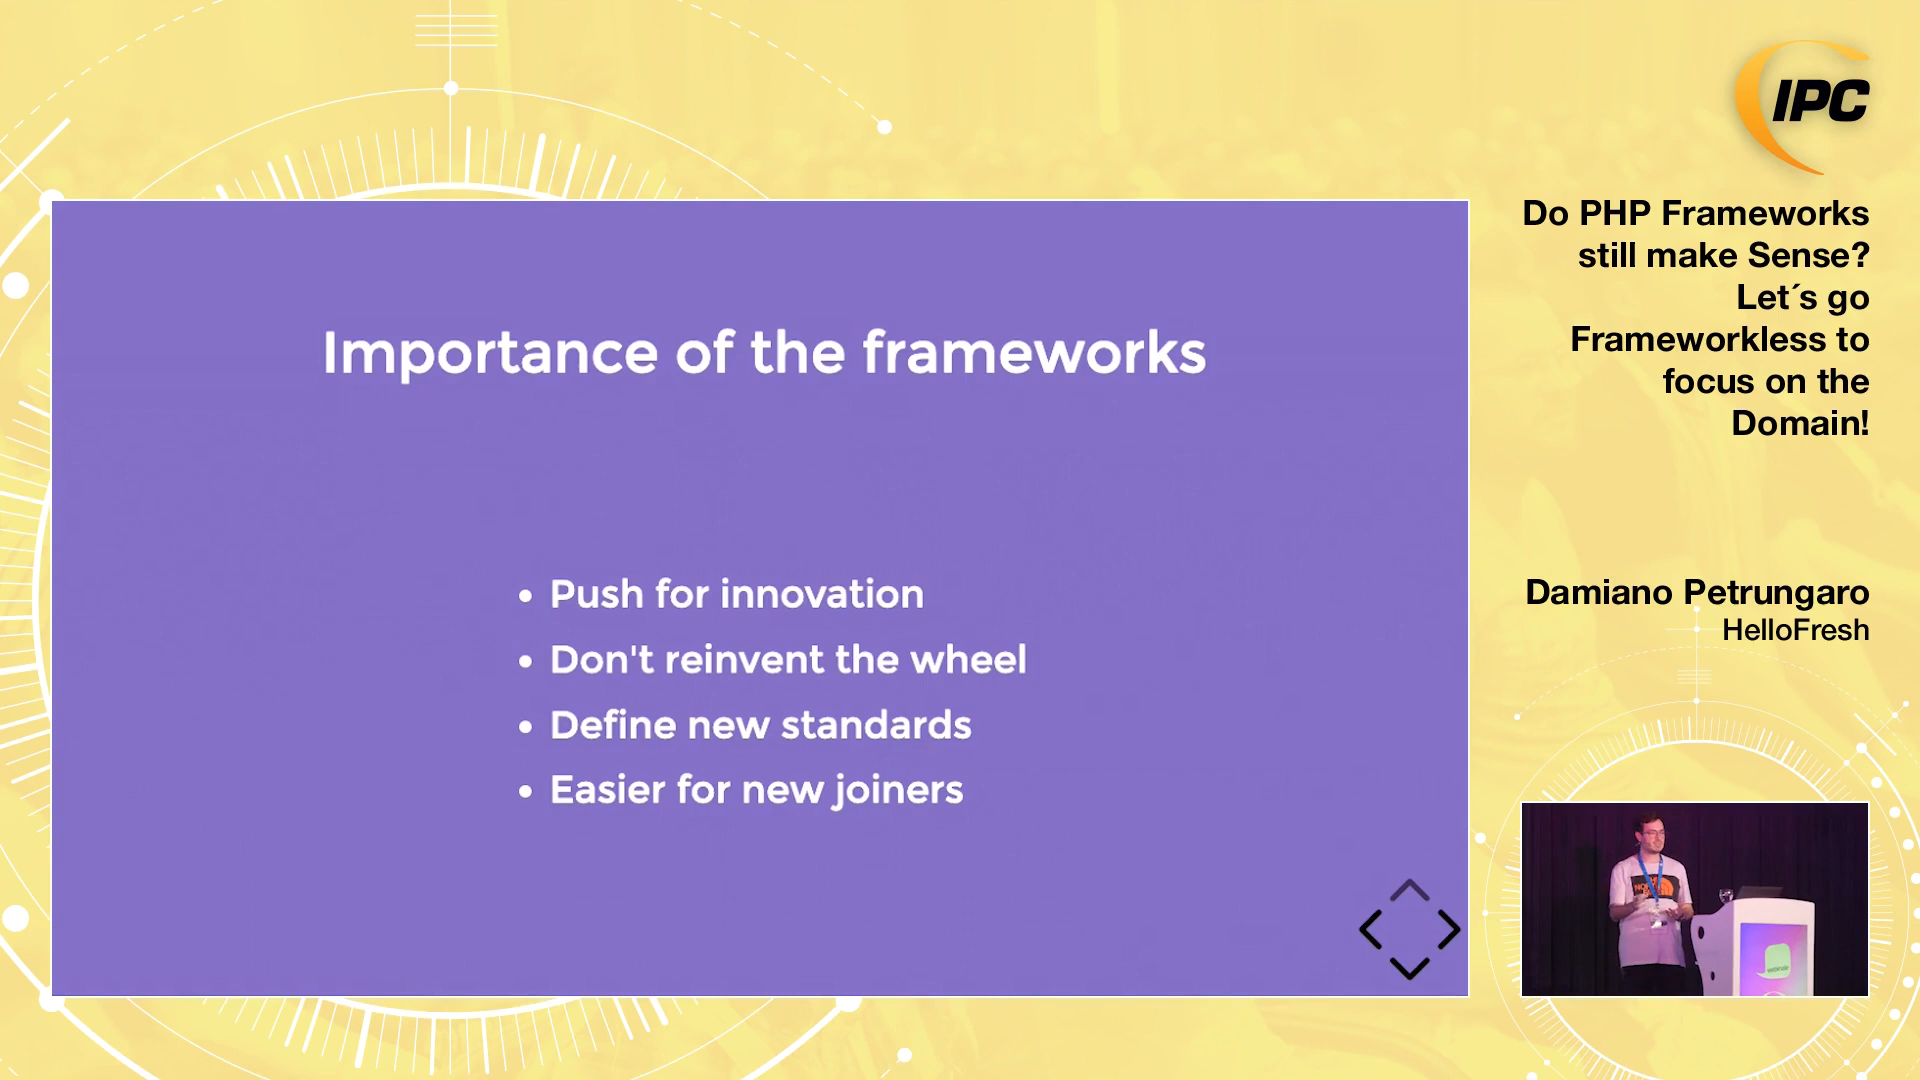 IPC
Do PHP Frameworks
still make Sense?
Let´s go
Frameworkless to
focus on the
Domain!
Importance of the frameworks
• Push for innovation
• Don't reinvent the wheel
• Define new standards
• Easier for new joiners
Damiano Petrungaro
HelloFresh